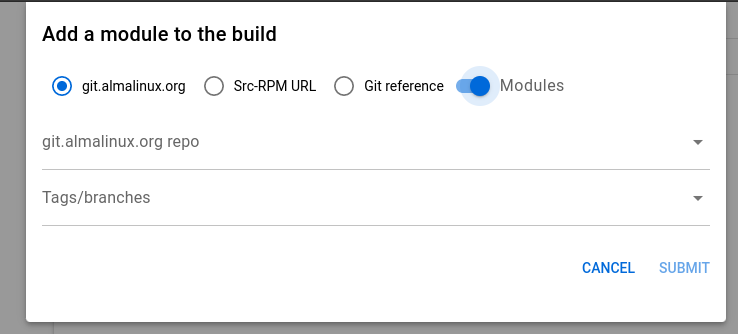 Add a module to the build
git.almalinux.org Src-RPM URL Git reference Modules
git.almalinux.org repo
Tags/branches
CANCEL SUBMIT